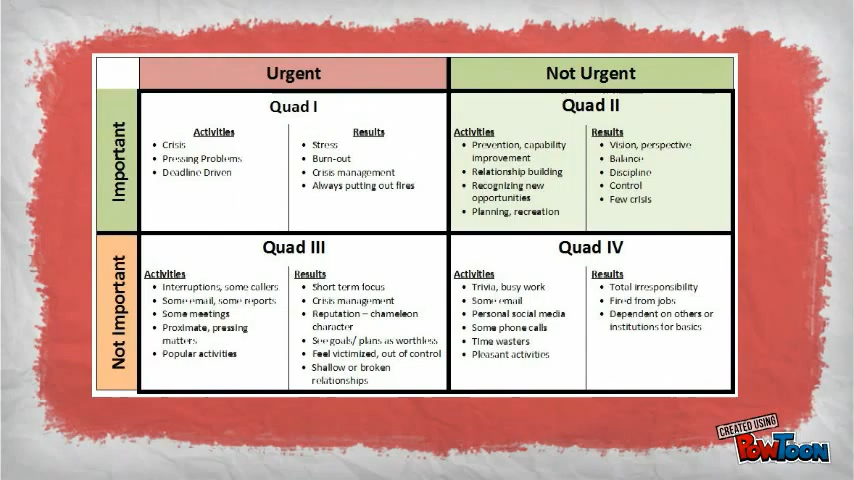 Urgent
Not Urgent
Important
Quad I
Activities
• Crisis
• Pressing Problems
• Deadline Driven
Results
• Stress
• Burn-out
• Crisis management
• Always putting out fires
Quad II
Activities
• Prevention, capability
improvement
• Relationship building
• Recognizing new
opportunities
• Planning, recreation
Results
• Vision, perspective
• Balance
• Discipline
• Control
• Few crisis
Not Important
Quad III
Activities
• Interruptions, some callers
• Some email, some reports
• Some meetings
• Proximate, pressing
matters
• Popular activities
Results
• Short term focus
• Crisis management
• Reputation – chameleon
character
• See goals/ plans as worthless
• Feel victimized, out of control
• Shallow or broken
relationships
Quad IV
Activities
• Trivia, busy work
• Some email
• Personal social media
• Some phone calls
• Time wasters
• Pleasant activities
Results
• Total irresponsibility
• Fired from jobs
• Dependent on others or
institutions for basics
CREATED USING
POWTOON